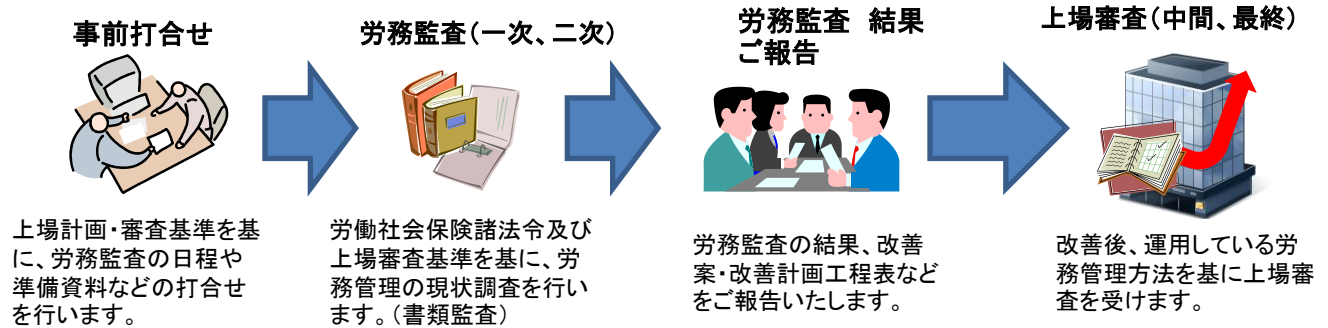 事前打合せ
上場計画・審査基準を基
に、労務監査の日程や
準備資料などの打合せ
を行います。
労務監査(一次、二次)
労働社会保険諸法令及び
上場審査基準を基に、労
務管理の現状調査を行い
ます。(書類監査)
労務監査 結果
ご報告
労務監査の結果、改善
案・改善計画工程表など
をご報告いたします。
上場審査(中間、最終)
改善後、運用している労
務管理方法を基に上場審
査を受けます。